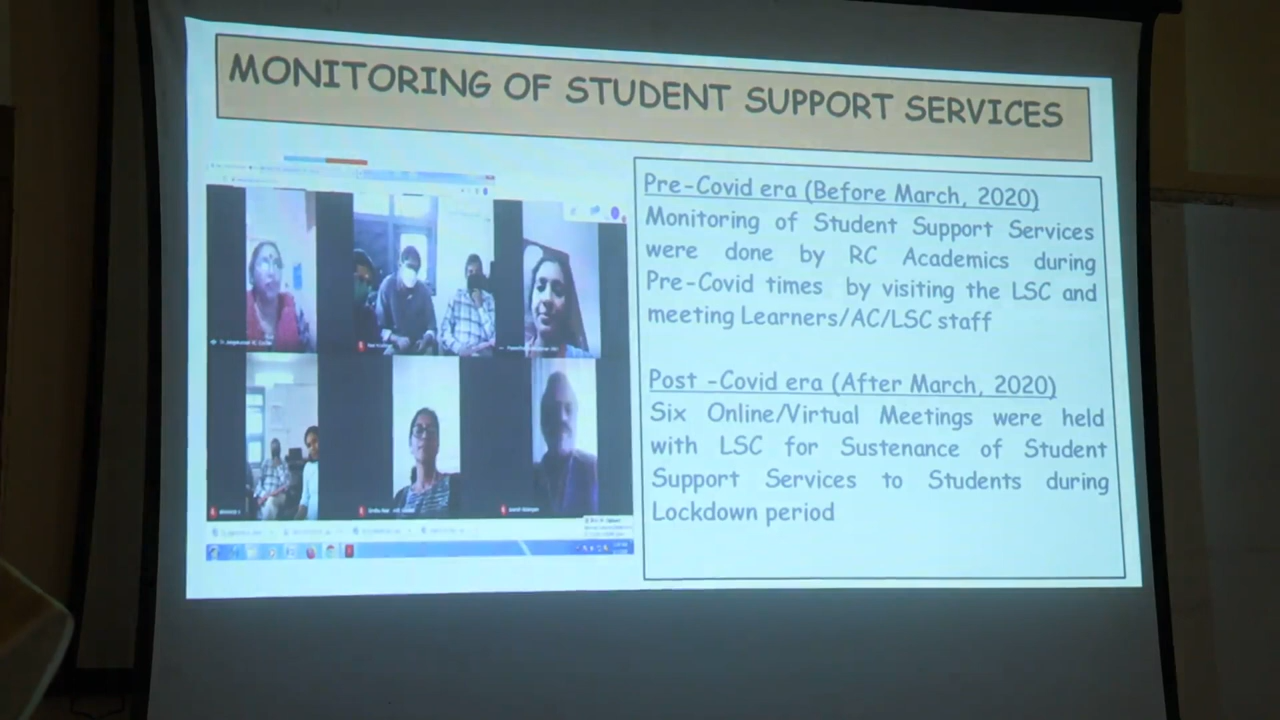 MONITORING OF STUDENT SUPPORT SERVICES
Pre-Covid era (Before March, 2020)
Monitoring of Student Support Services
were done by RC Academics during
Pre-Covid times by visiting the LSC and
meeting Learners/AC/LSC staff
Post -Covid era (After March, 2020)
Six Online/Virtual Meetings were held
with LSC for Sustenance of Student
Support Services to Students during
Lockdown period